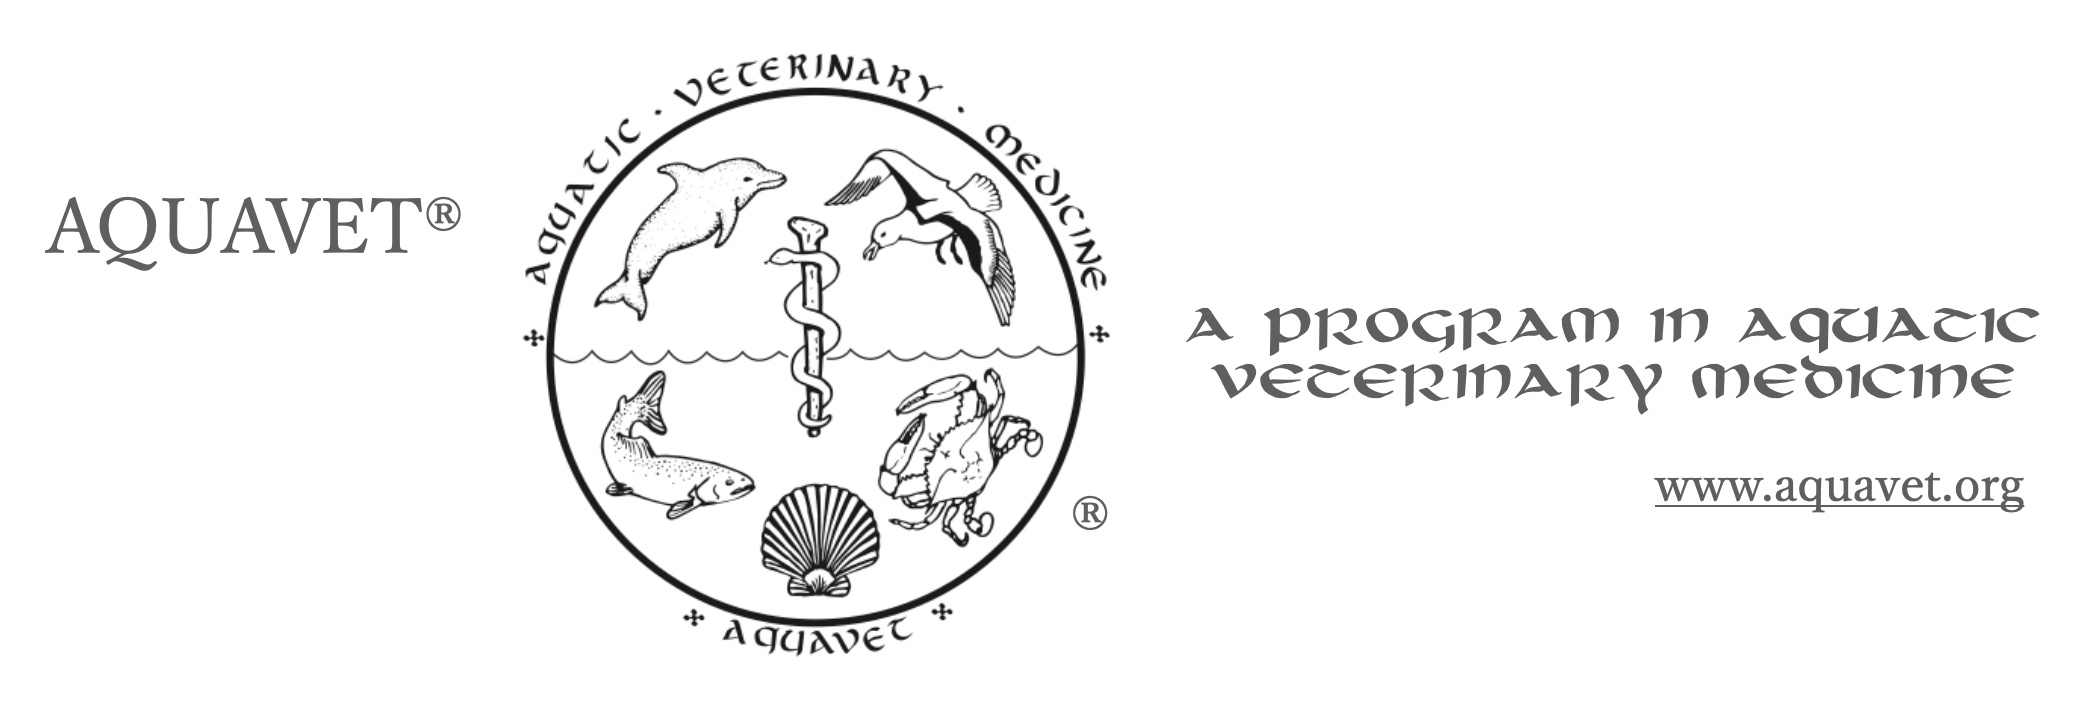 AQUAVET®
AQUATIC · VETERINARY · MEDICINE
AQUAVET
®
A PROGRAM IN AQUATIC
VETERINARY MEDICINE
www.aquavet.org